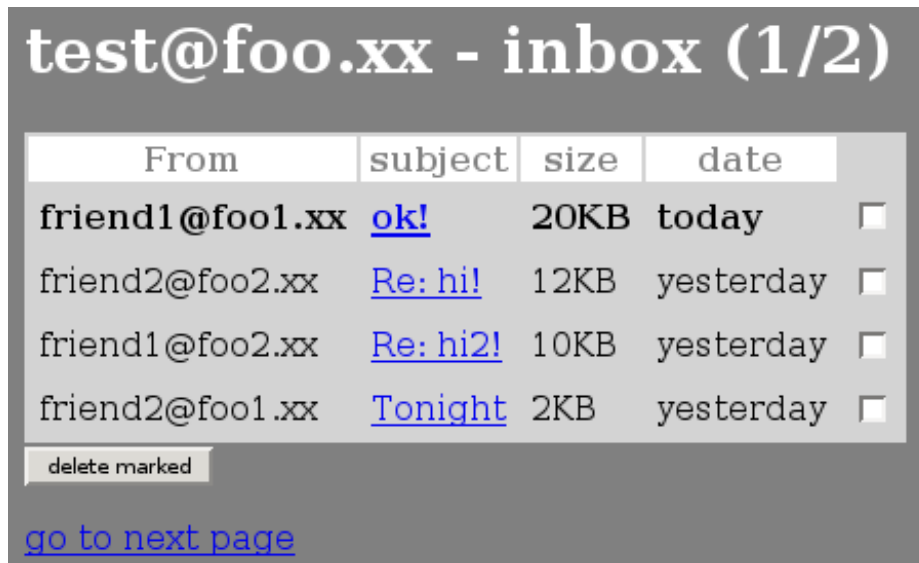 test@foo.xx - inbox (1/2)
From subject size date
friend1@foo1.xx ok! 20KB today
friend2@foo2.xx Re: hi! 12KB yesterday
friend1@foo2.xx Re: hi2! 10KB yesterday
friend2@foo1.xx Tonight 2KB yesterday
delete marked
go to next page